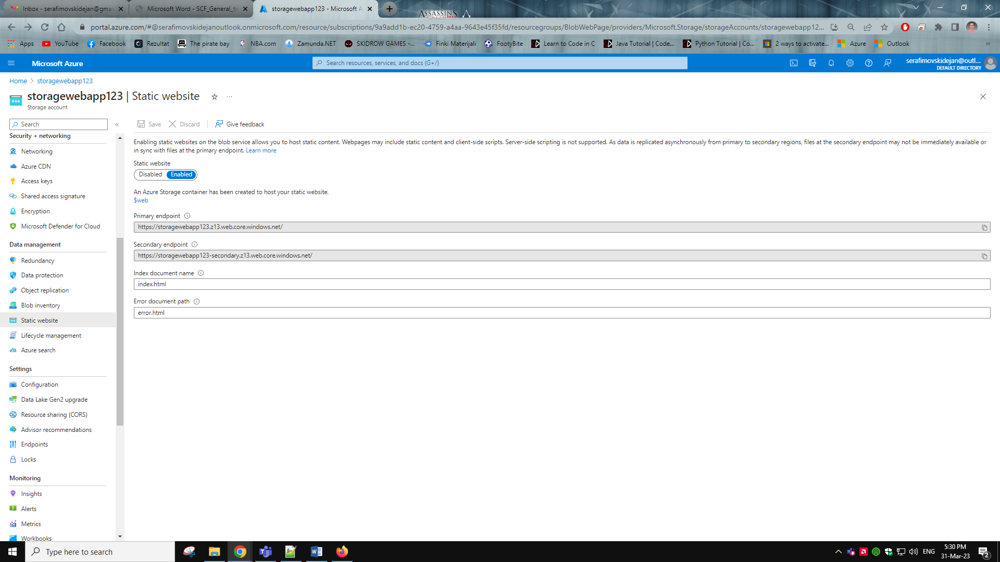 Inbox - serafimovskidejan@gma
Microsoft Word - SCF_General_te
storagewebapp123 - Microsoft A
ASSASSINS
CREED III
portal.azure.com/#@serafimovskidejanoutlook.onmicrosoft.com/resource/subscriptions/9a9add1b-ec20-4759-a4aa-9643e45f35fd/resourcegroups/BlobWebPage/providers/Microsoft.Storage/storageAccounts/storagewebapp12...
Apps
YouTube
Facebook
Rezultat
The pirate bay
NBA.com
Zamunda.NET
SKIDROW GAMES -...
Finki Materijali
FootyBite
Learn to Code in C
Java Tutorial | Code...
Python Tutorial | Co...
2 ways to activate...
Azure
Outlook
Microsoft Azure
Search resources, services, and docs (G+/)
serafimovskidejan@outl...
DEFAULT DIRECTORY
Home > storagewebapp123
storagewebapp123 | Static website
Storage account
Search
Save
Discard
Give feedback
Security + networking
Networking
Azure CDN
Access keys
Shared access signature
Encryption
Microsoft Defender for Cloud
Data management
Redundancy
Data protection
Object replication
Blob inventory
Static website
Lifecycle management
Azure search
Settings
Configuration
Data Lake Gen2 upgrade
Resource sharing (CORS)
Advisor recommendations
Endpoints
Locks
Monitoring
Insights
Alerts
Metrics
Workbooks
Enabling static websites on the blob service allows you to host static content. Webpages may include static content and client-side scripts. Server-side scripting is not supported. As data is replicated asynchronously from primary to secondary regions, files at the secondary endpoint may not be immediately available or
in sync with files at the primary endpoint. Learn more
Static website
Disabled Enabled
An Azure Storage container has been created to host your static website.
$web
Primary endpoint
https://storagewebapp123.z13.web.core.windows.net/
Secondary endpoint
https://storagewebapp123-secondary.z13.web.core.windows.net/
Index document name
index.html
Error document path
error.html
Type here to search
ENG
5:30 PM
31-Mar-23
2